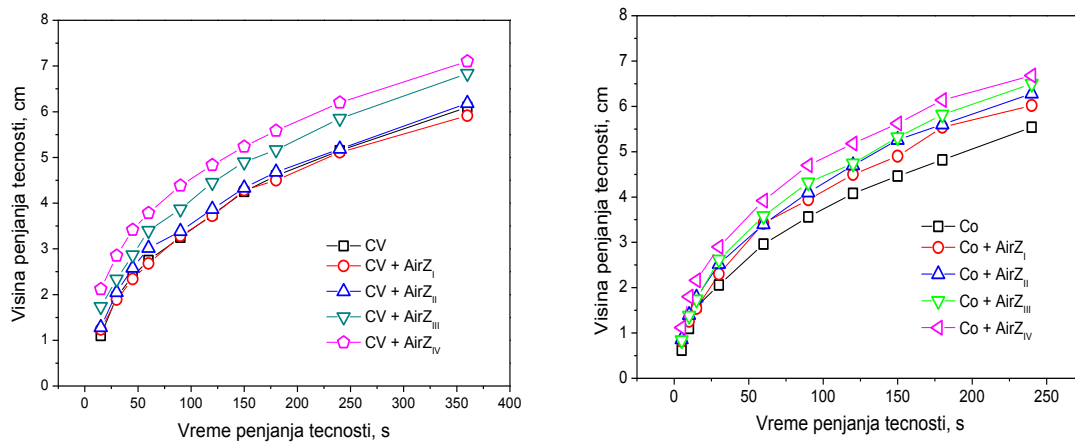 Visina penjanja tecnosti, cm
8
7
6
5
4
3
2
1
0
CV
CV + AirZI
CV + AirZII
CV + AirZIII
CV + AirZIV
0 50 100 150 200 250 300 350 400
Vreme penjanja tecnosti, s
Visina penjanja tecnosti, cm
8
7
6
5
4
3
2
1
0
Co
Co + AirZI
Co + AirZII
Co + AirZIII
Co + AirZIV
0 50 100 150 200 250
Vreme penjanja tecnosti, s